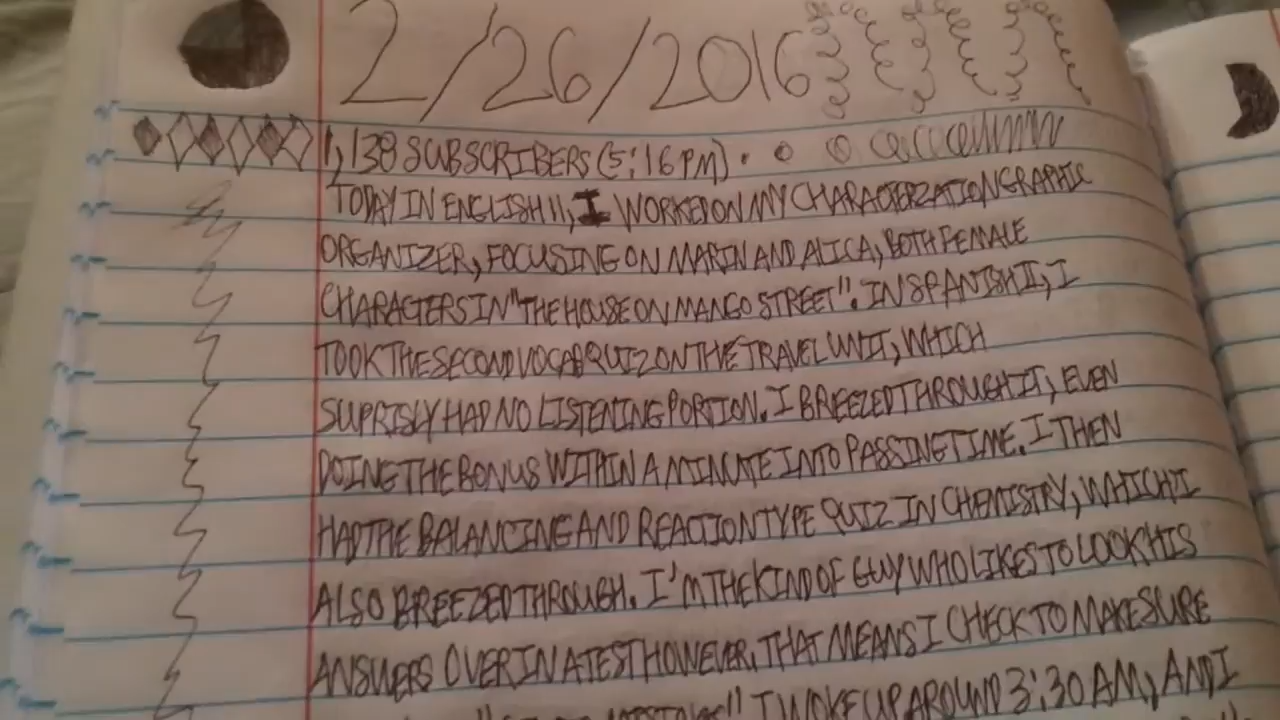 2/26/2016
1,138 SUBSCRIBERS (5:16 PM)
TODAY IN ENGLISH II, I WORKED ON MY CHARACTERZATION GRAPHIC
ORGANIZER, FOCUSING ON MARIN AND ALICA, BOTH FEMALE
CHARACTERS IN "THE HOUSE ON MANGO STREET". IN SPANISH II, I
TOOK THE SECOND VOCAB QUIZ ON THE TRAVEL UNIT, WHICH
SUPRISLY HAD NO LISTENING PORTION. I BREEZED THROUGH IT, EVEN
DOING THE BONUS WITHIN A MINUTE INTO PASSING TIME. I THEN
HAD THE BALANCING AND REACTION TYPE QUIZ IN CHEMISTRY, WHICH I
ALSO BREEZED THROUGH. I'M THE KIND OF GUY WHO LIKES TO LOOK HIS
ANSWERS OVER IN A TEST HOWEVER, THAT MEANS I CHECK TO MAKE SURE
I WOKE UP AROUND 3:30 AM, AND I